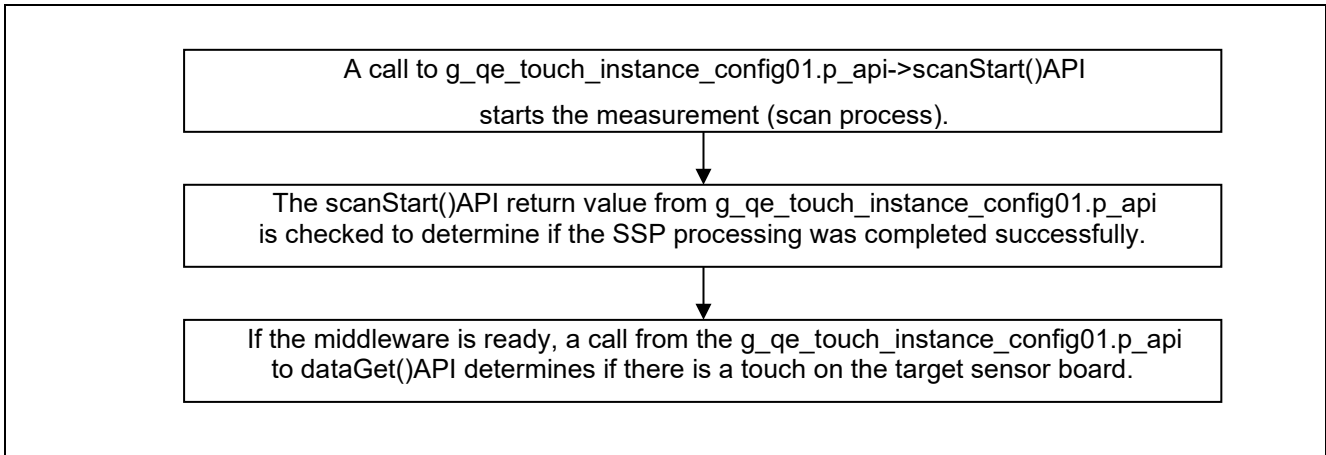 A call to g_qe_touch_instance_config01.p_api->scanStart()API
starts the measurement (scan process).
The scanStart()API return value from g_qe_touch_instance_config01.p_api
is checked to determine if the SSP processing was completed successfully.
If the middleware is ready, a call from the g_qe_touch_instance_config01.p_api
to dataGet()API determines if there is a touch on the target sensor board.